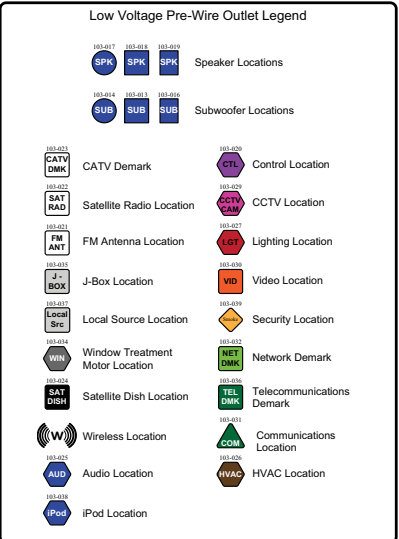 Low Voltage Pre-Wire Outlet Legend
103-017 103-018 103-019
SPK SPK SPK Speaker Locations
103-014 103-013 103-016
SUB SUB SUB Subwoofer Locations
103-023
CATV DMK CATV Demark
103-022
SAT RAD Satellite Radio Location
103-021
FM ANT FM Antenna Location
103-035
J - BOX J-Box Location
103-037
Local Src Local Source Location
103-034
WIN Window Treatment
Motor Location
103-024
SAT DISH Satellite Dish Location
W Wireless Location
103-025
AUD Audio Location
103-038
iPod iPod Location
103-020
CTL Control Location
103-029
CCTV CAM CCTV Location
103-027
LGT Lighting Location
103-030
VID Video Location
103-039
Smoke Security Location
103-032
NET DMK Network Demark
103-036
TEL DMK Telecommunications
Demark
103-031
COM Communications
Location
103-026
HVAC HVAC Location